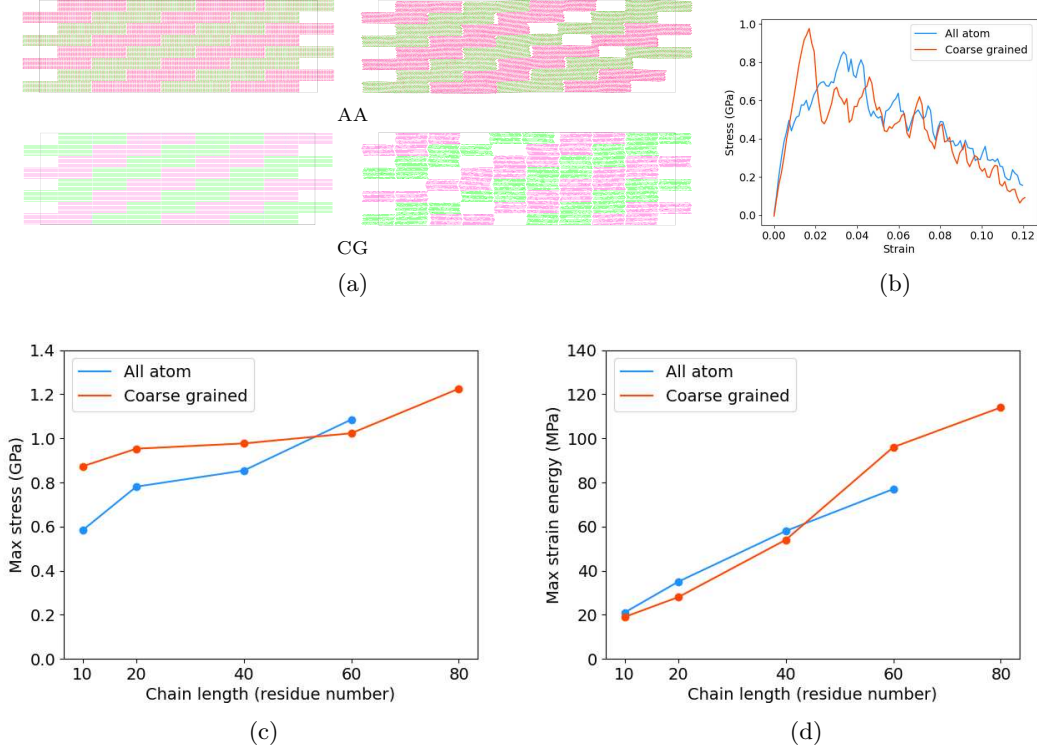 AA
CG
(a)
Stress (GPa)
1.0
0.8
0.6
0.4
0.2
0.0
All atom
Coarse grained
0.00 0.02 0.04 0.06 0.08 0.10 0.12
Strain
(b)
Max stress (GPa)
1.4
1.2
1.0
0.8
0.6
0.4
0.2
0.0
All atom
Coarse grained
10 20 40 60 80
Chain length (residue number)
(c)
Max strain energy (MPa)
140
120
100
80
60
40
20
0
All atom
Coarse grained
10 20 40 60 80
Chain length (residue number)
(d)